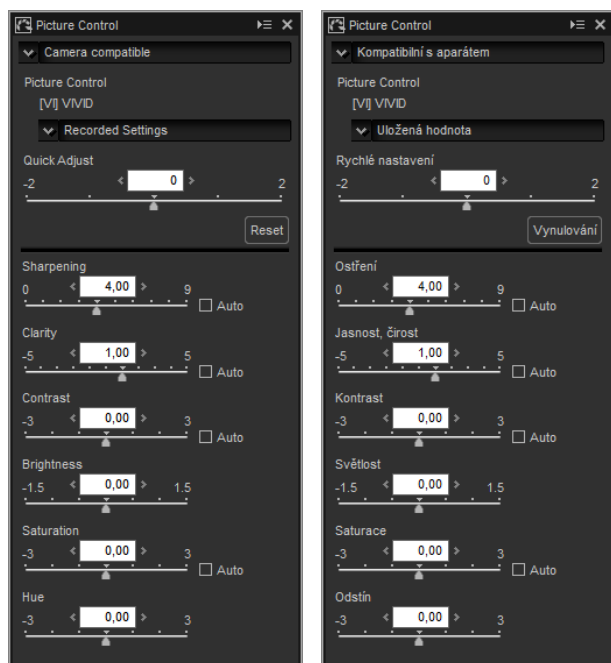 Picture Control
Camera compatible
Picture Control
[VI] VIVID
Recorded Settings
Quick Adjust
-2 0 2
Reset
Sharpening
0 4,00 9
Auto
Clarity
-5 1,00 5
Auto
Contrast
-3 0,00 3
Auto
Brightness
-1.5 0,00 1.5
Saturation
-3 0,00 3
Auto
Hue
-3 0,00 3
Picture Control
Kompatibilní s aparátem
Picture Control
[VI] VIVID
Uložená hodnota
Rychlé nastavení
-2 0 2
Vynulování
Ostření
0 4,00 9
Auto
Jasnost, čirost
-5 1,00 5
Auto
Kontrast
-3 0,00 3
Auto
Světlost
-1.5 0,00 1.5
Saturace
-3 0,00 3
Auto
Odstín
-3 0,00 3